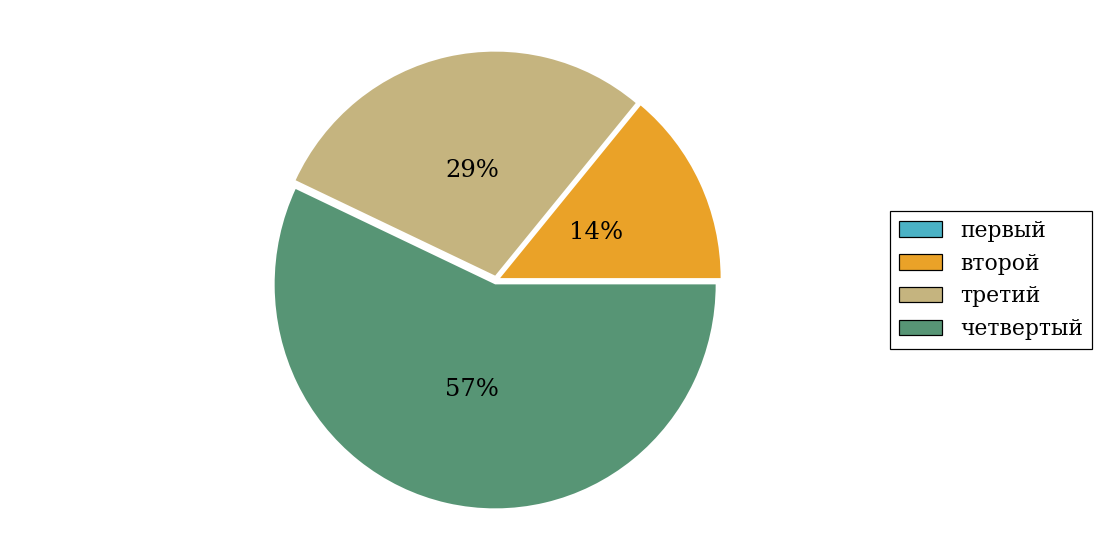 29%
14%
57%
первый
второй
третий
четвертый